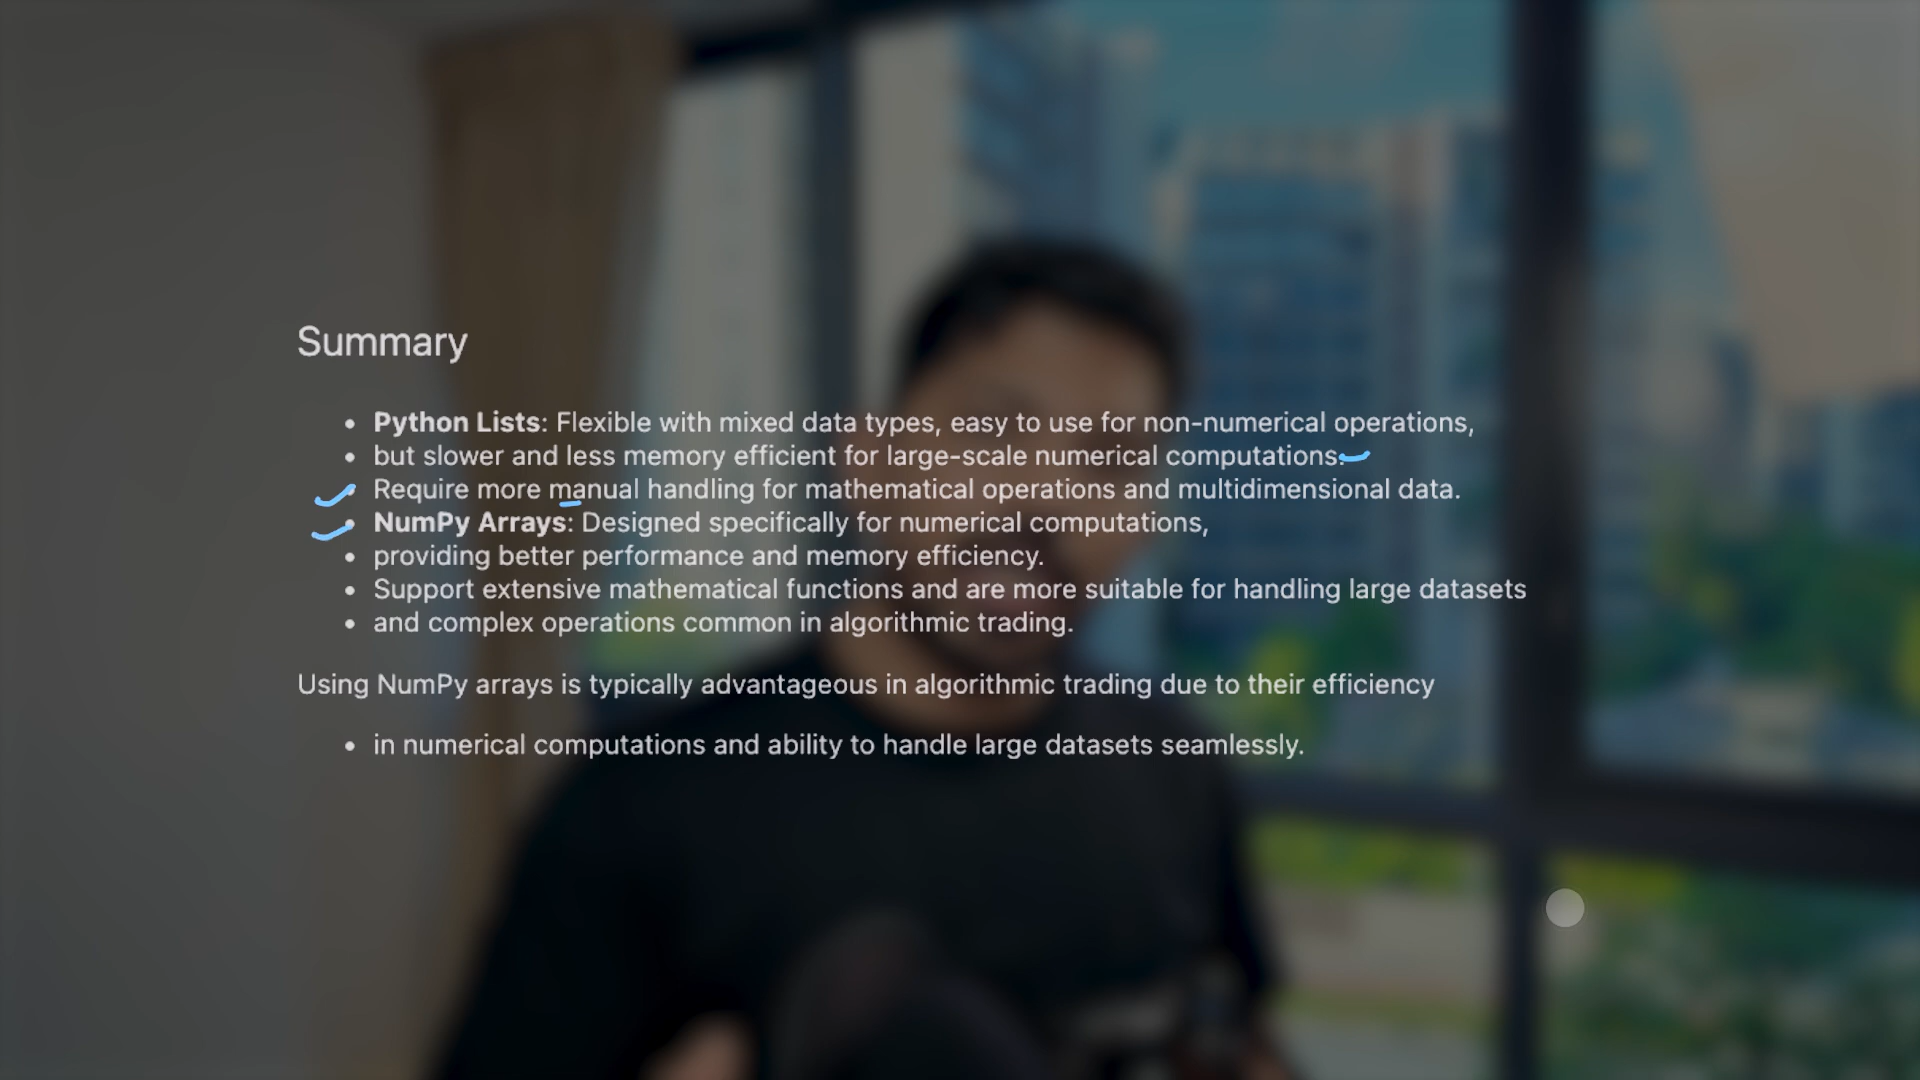 Summary
• Python Lists: Flexible with mixed data types, easy to use for non-numerical operations,
• but slower and less memory efficient for large-scale numerical computations.
• Require more manual handling for mathematical operations and multidimensional data.
• NumPy Arrays: Designed specifically for numerical computations,
• providing better performance and memory efficiency.
• Support extensive mathematical functions and are more suitable for handling large datasets
• and complex operations common in algorithmic trading.
Using NumPy arrays is typically advantageous in algorithmic trading due to their efficiency
• in numerical computations and ability to handle large datasets seamlessly.